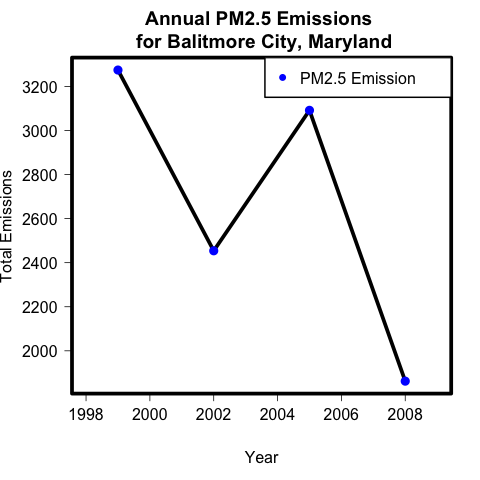 Annual PM2.5 Emissions
for Balitmore City, Maryland
PM2.5 Emission
Total Emissions
3200
3000
2800
2600
2400
2200
2000
1998 2000 2002 2004 2006 2008
Year